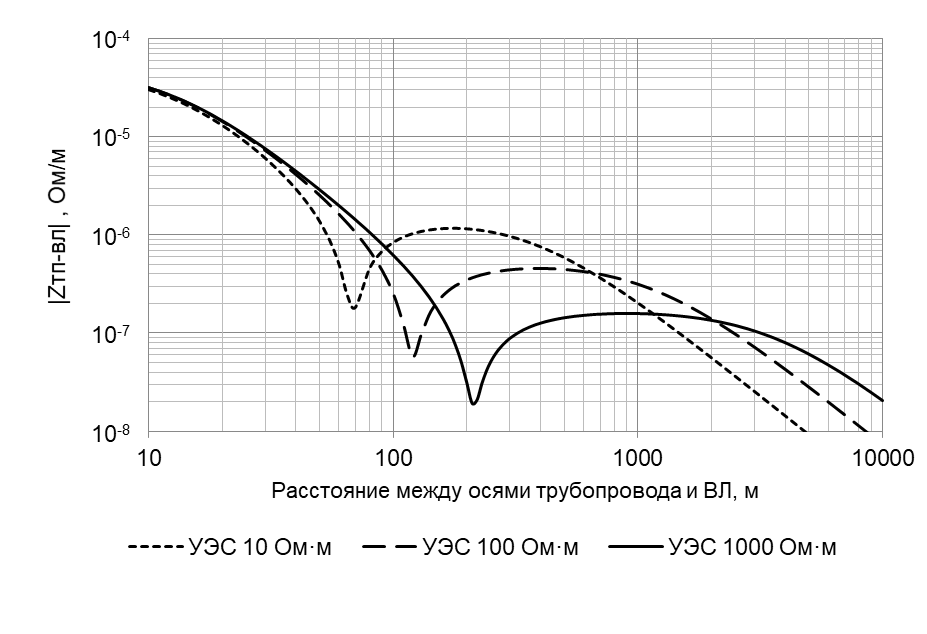 10-4
10-5
10-6
10-7
10-8
|Zтп-вл| , Ом/м
10 100 1000 10000
Расстояние между осями трубопровода и ВЛ, м
УЭС 10 Ом·м УЭС 100 Ом·м УЭС 1000 Ом·м